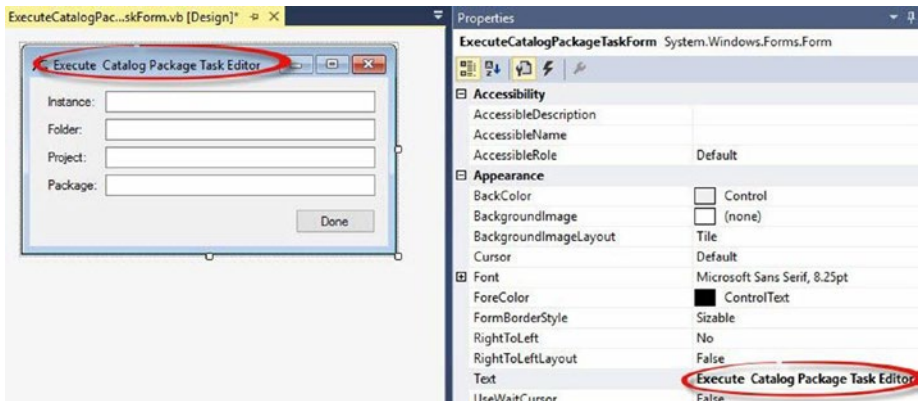 ExecuteCatalogPac...skForm.vb [Design]*
Execute Catalog Package Task Editor
Instance:
Folder:
Project:
Package:
Done
Properties
ExecuteCatalogPackageTaskForm System.Windows.Forms.Form
Accessibility
AccessibleDescription
AccessibleName
AccessibleRole Default
Appearance
BackColor Control
BackgroundImage (none)
BackgroundImageLayout Tile
Cursor Default
Font Microsoft Sans Serif, 8.25pt
ForeColor ControlText
FormBorderStyle Sizable
RightToLeft No
RightToLeftLayout False
Text Execute Catalog Package Task Editor
UseWaitCursor False